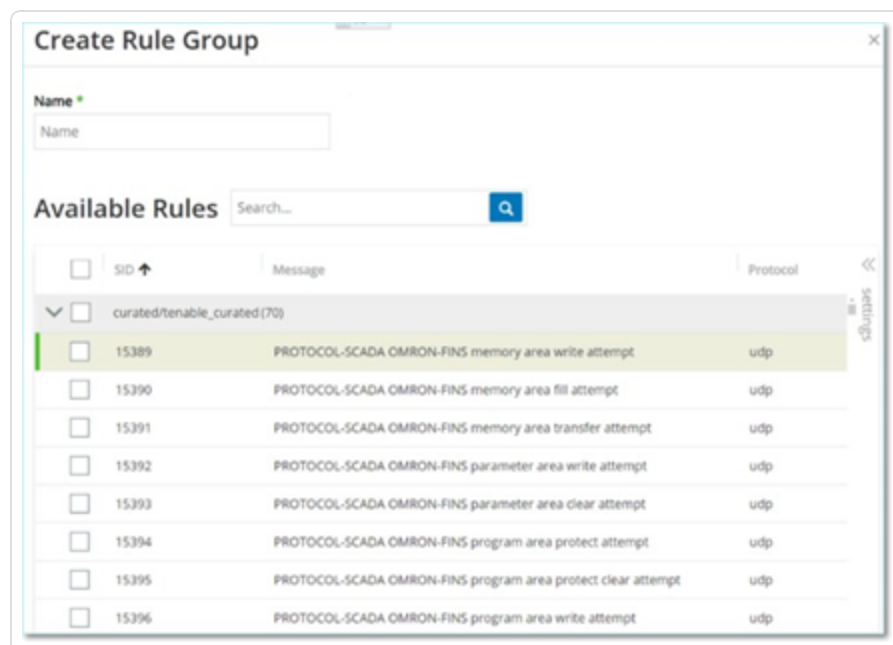 Create Rule Group
Name *
Name
Available Rules Search...
SID Message Protocol
settings
curated/tenable_curated (70)
15389 PROTOCOL-SCADA OMRON-FINS memory area write attempt udp
15390 PROTOCOL-SCADA OMRON-FINS memory area fill attempt udp
15391 PROTOCOL-SCADA OMRON-FINS memory area transfer attempt udp
15392 PROTOCOL-SCADA OMRON-FINS parameter area write attempt udp
15393 PROTOCOL-SCADA OMRON-FINS parameter area clear attempt udp
15394 PROTOCOL-SCADA OMRON-FINS program area protect attempt udp
15395 PROTOCOL-SCADA OMRON-FINS program area protect clear attempt udp
15396 PROTOCOL-SCADA OMRON-FINS program area write attempt udp